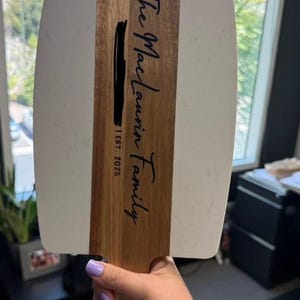 The MacLaurin Family
| EST. 2025